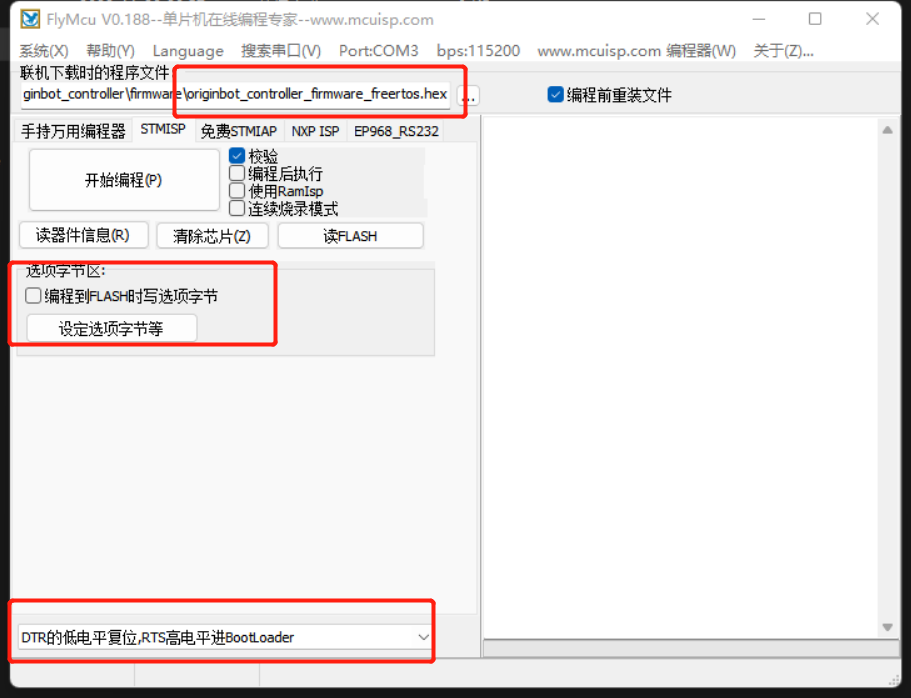 FlyMcu V0.188--单片机在线编程专家--www.mcuisp.com
系统(X) 帮助(Y) Language 搜索串口(V) Port:COM3 bps:115200 www.mcuisp.com 编程器(W) 关于(Z)...
联机下载时的程序文件:
ginbot_controller\firmware\originbot_controller_firmware_freertos.hex ... 编程前重装文件
手持万用编程器 STMISP 免费STMIAP NXP ISP EP968_RS232
开始编程(P)
校验
编程后执行
使用RamIsp
连续烧录模式
读器件信息(R) 清除芯片(Z) 读FLASH
选项字节区:
编程到FLASH时写选项字节
设定选项字节等
DTR的低电平复位,RTS高电平进BootLoader